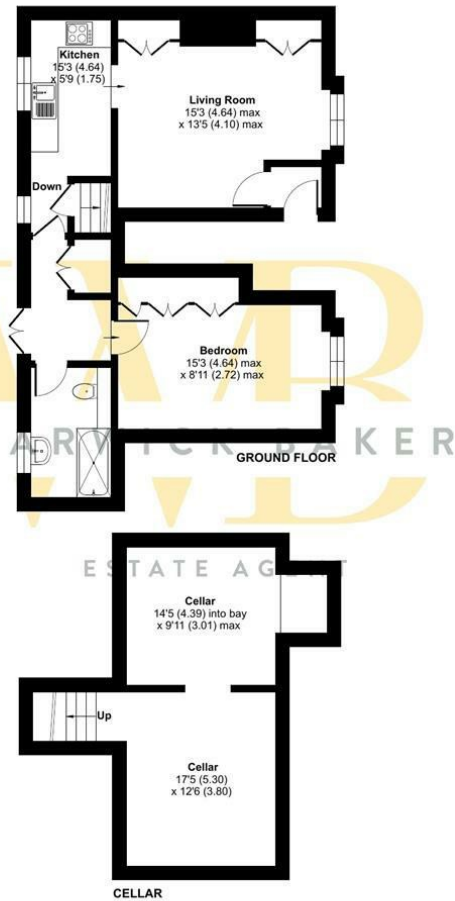 Kitchen
15'3 (4.64)
x 5'9 (1.75)
Living Room
15'3 (4.64) max
x 13'5 (4.10) max
Down
Bedroom
15'3 (4.64) max
x 8'11 (2.72) max
ARWICK BAKER
GROUND FLOOR
ESTATE AGENT
Cellar
14'5 (4.39) into bay
x 9'11 (3.01) max
Up
Cellar
17'5 (5.30)
x 12'6 (3.80)
CELLAR